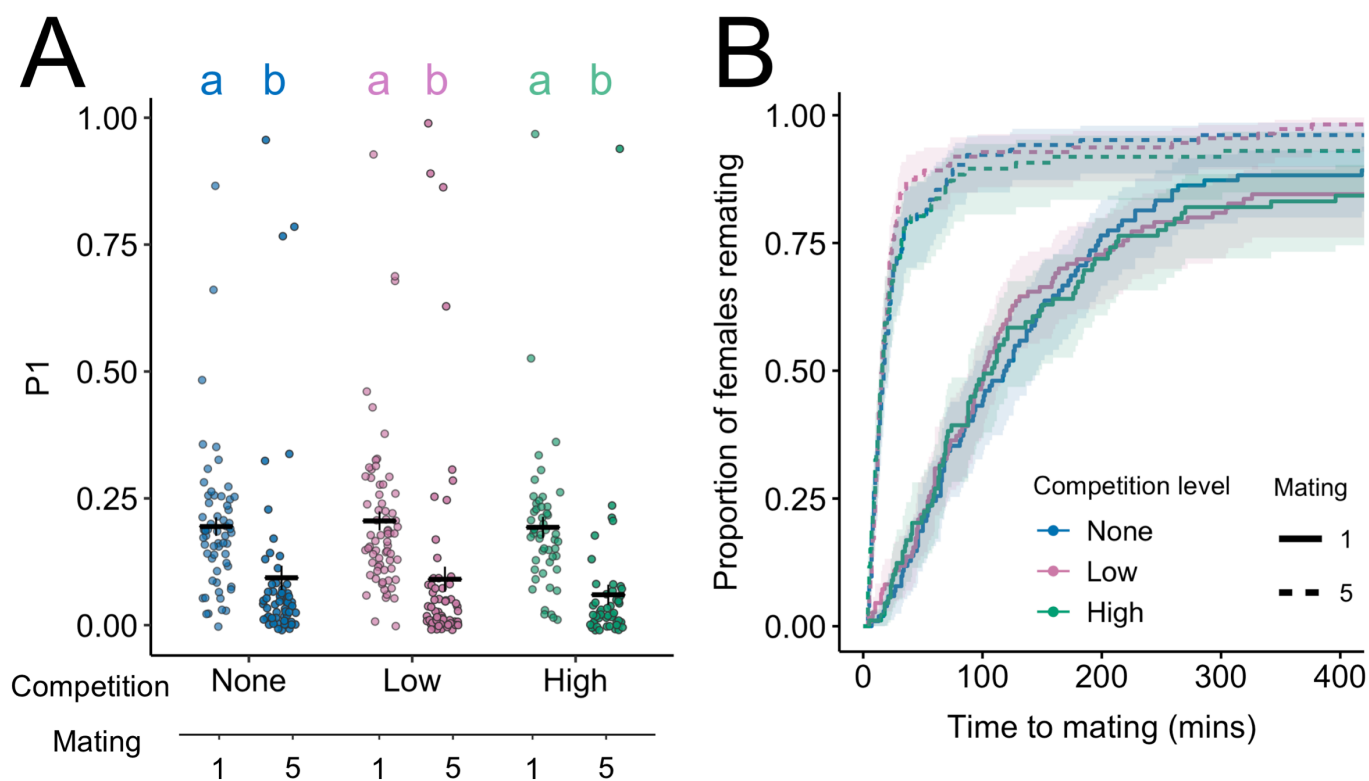 A
a b a b a b
1.00
0.75
0.50
0.25
0.00
P1
Competition None Low High
Mating
1 5 1 5 1 5
B
1.00
0.75
0.50
0.25
0.00
Proportion of females remating
Competition level
None
Low
High
Mating
1
5
0 100 200 300 400
Time to mating (mins)